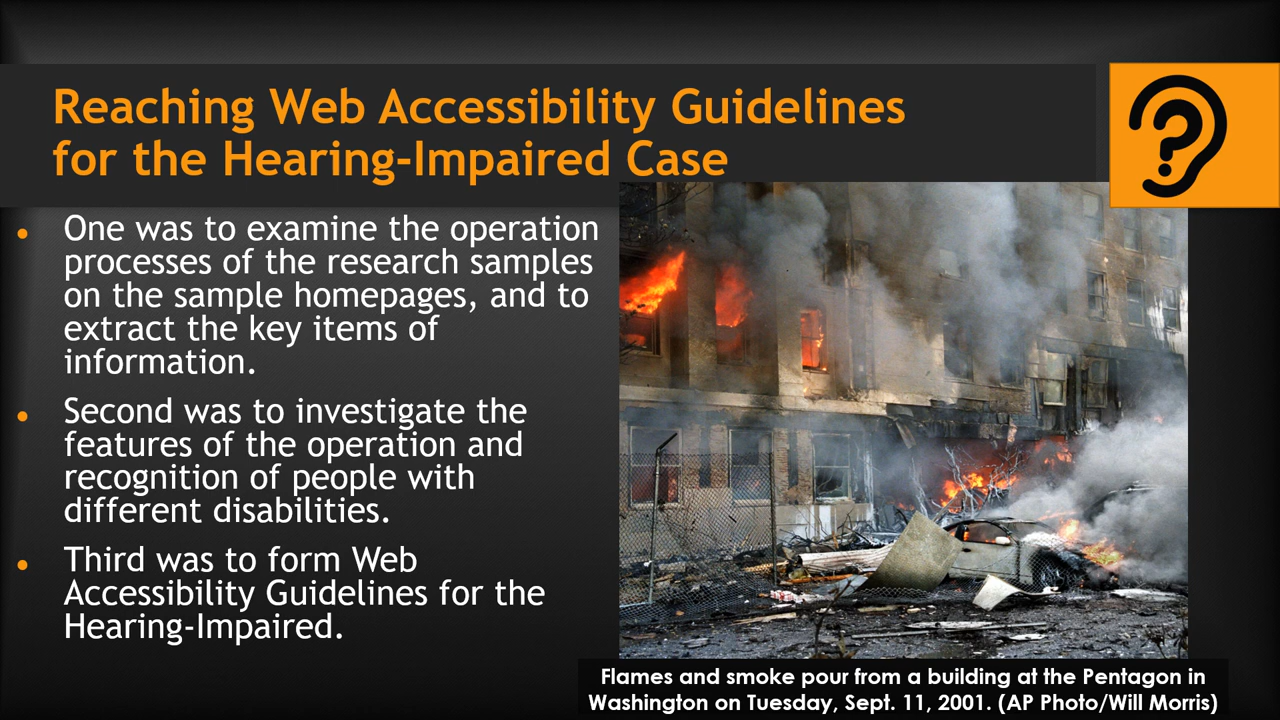 Reaching Web Accessibility Guidelines
for the Hearing-Impaired Case
One was to examine the operation
processes of the research samples
on the sample homepages, and to
extract the key items of
information.
Second was to investigate the
features of the operation and
recognition of people with
different disabilities.
Third was to form Web
Accessibility Guidelines for the
Hearing-Impaired.
Flames and smoke pour from a building at the Pentagon in
Washington on Tuesday, Sept. 11, 2001. (AP Photo/Will Morris)